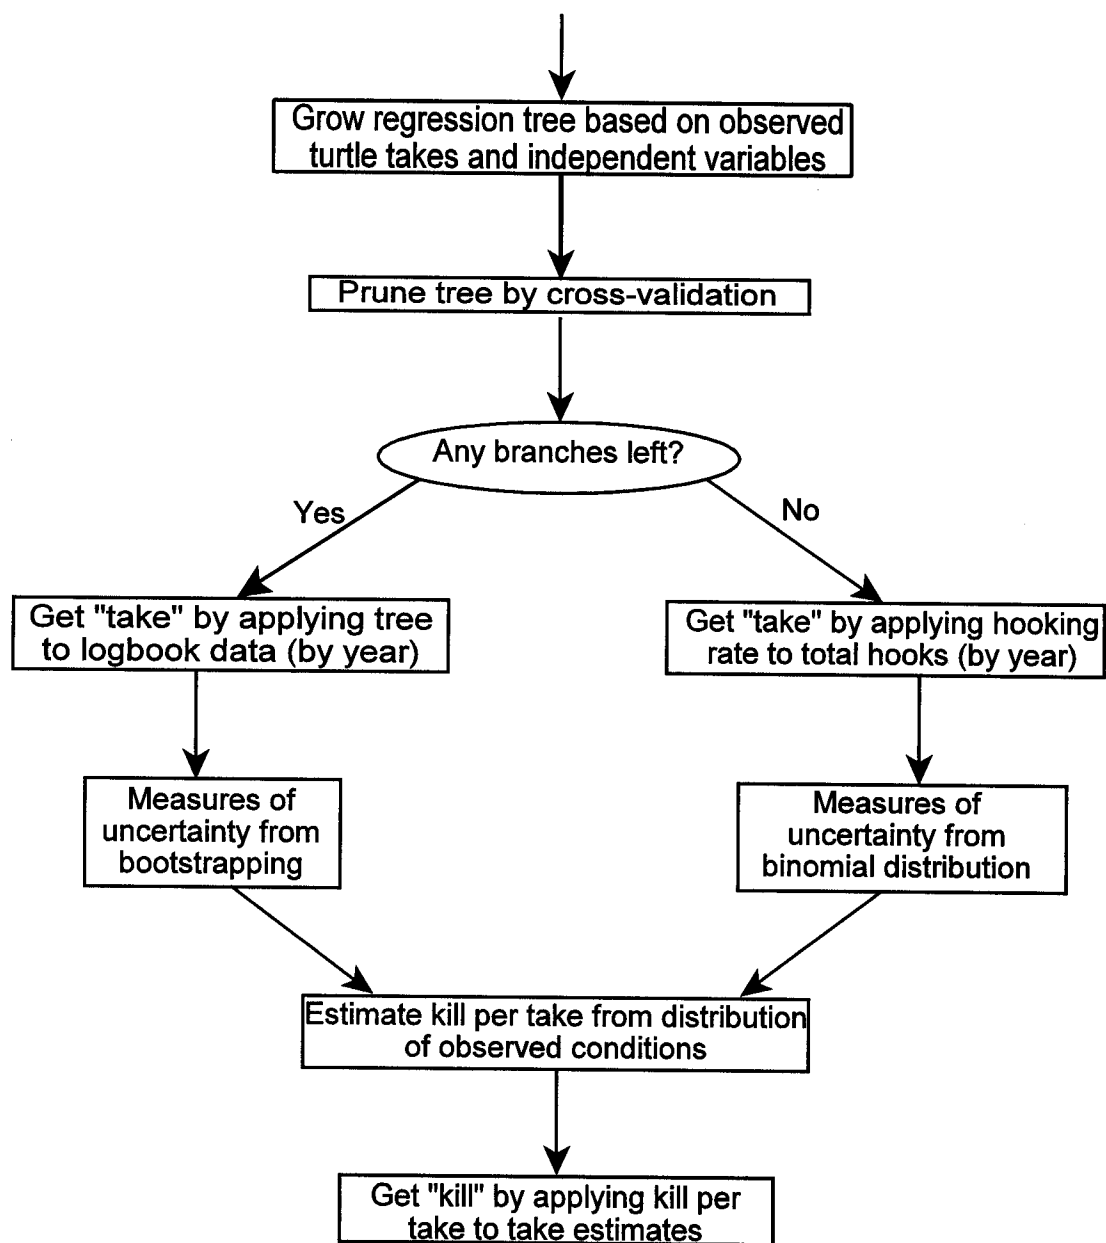 Grow regression tree based on observed
turtle takes and independent variables
Prune tree by cross-validation
Any branches left?
Yes
No
Get "take" by applying tree
to logbook data (by year)
Get "take" by applying hooking
rate to total hooks (by year)
Measures of
uncertainty from
bootstrapping
Measures of
uncertainty from
binomial distribution
Estimate kill per take from distribution
of observed conditions
Get "kill" by applying kill per
take to take estimates